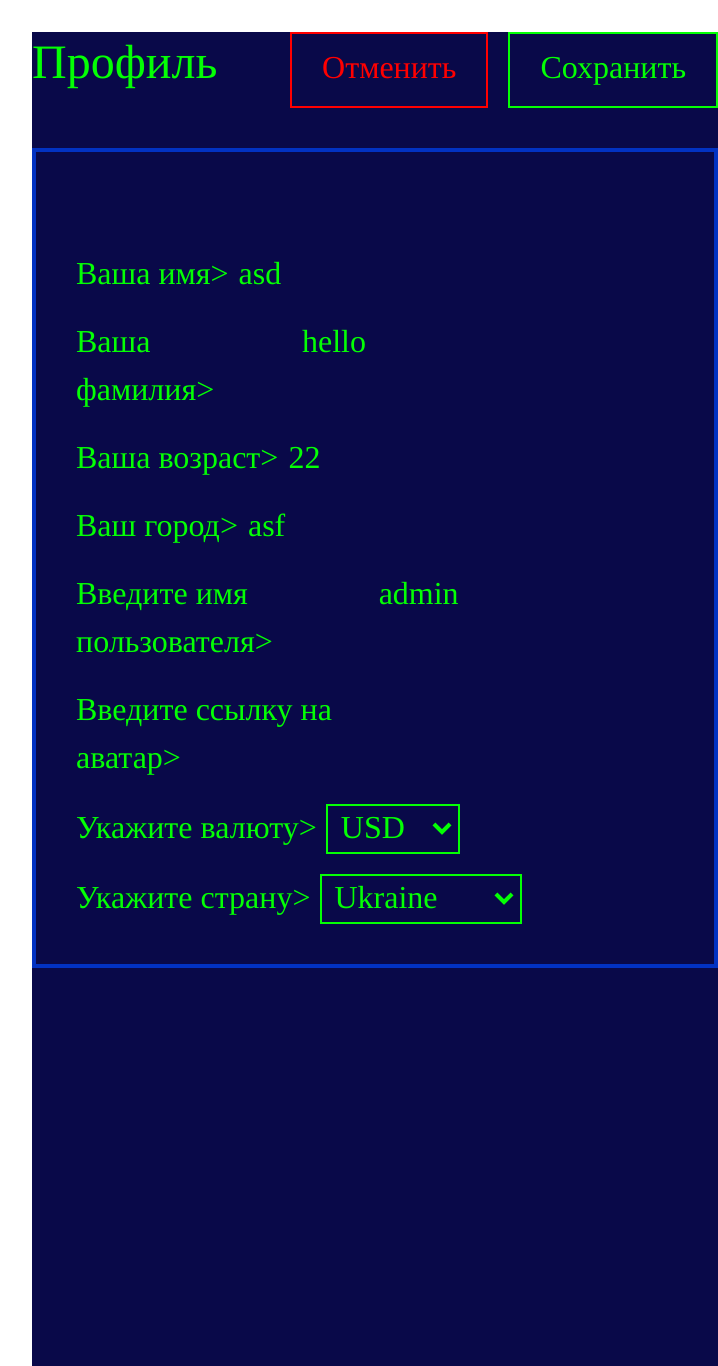 Профиль Отменить Сохранить
Ваша имя> asd
Ваша hello
фамилия>
Ваша возраст> 22
Ваш город> asf
Введите имя admin
пользователя>
Введите ссылку на
аватар>
Укажите валюту> USD
Укажите страну> Ukraine